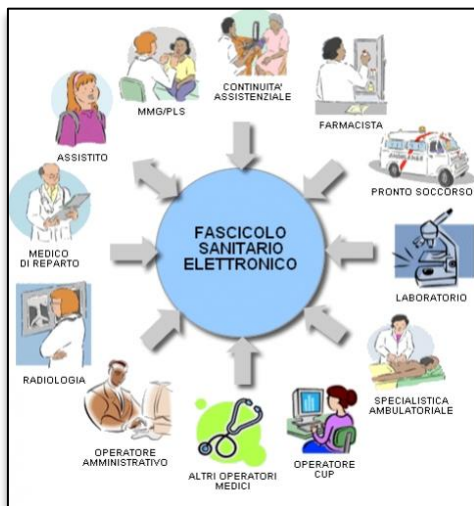 CONTINUITA'
ASSISTENZIALE
MMG/PLS
FARMACISTA
ASSISTITO
PRONTO SOCCORSO
FASCICOLO
SANITARIO
ELETTRONICO
MEDICO
DI REPARTO
LABORATORIO
RADIOLOGIA
SPECIALISTICA
AMBULATORIALE
OPERATORE
AMMINISTRATIVO
ALTRI OPERATORI
MEDICI
OPERATORE
CUP